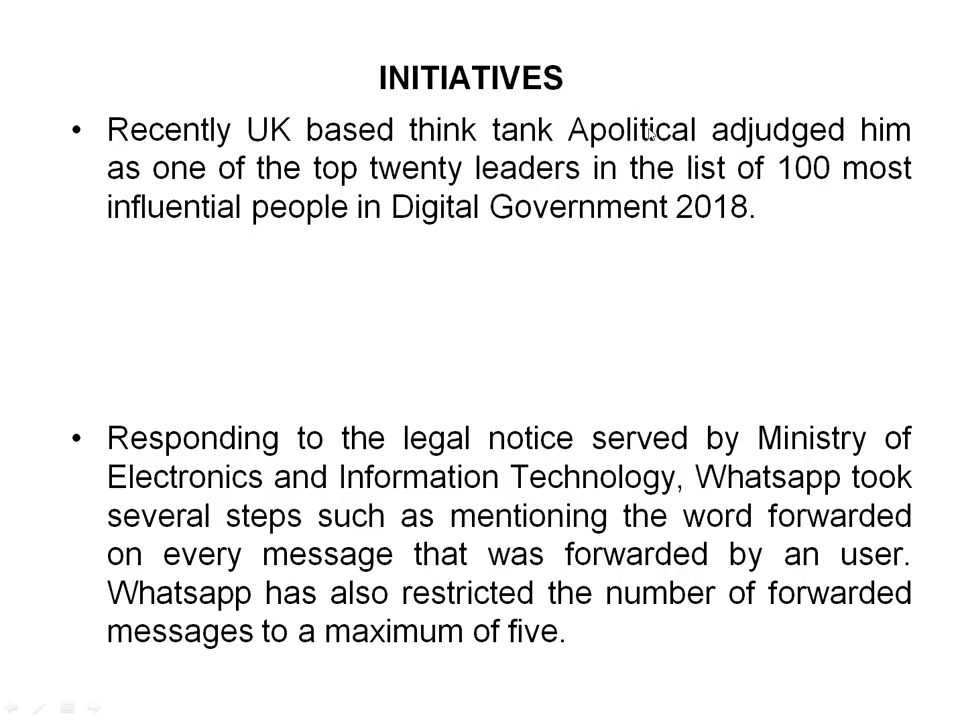 INITIATIVES
• Recently UK based think tank Apolitical adjudged him
as one of the top twenty leaders in the list of 100 most
influential people in Digital Government 2018.
• Responding to the legal notice served by Ministry of
Electronics and Information Technology, Whatsapp took
several steps such as mentioning the word forwarded
on every message that was forwarded by an user.
Whatsapp has also restricted the number of forwarded
messages to a maximum of five.